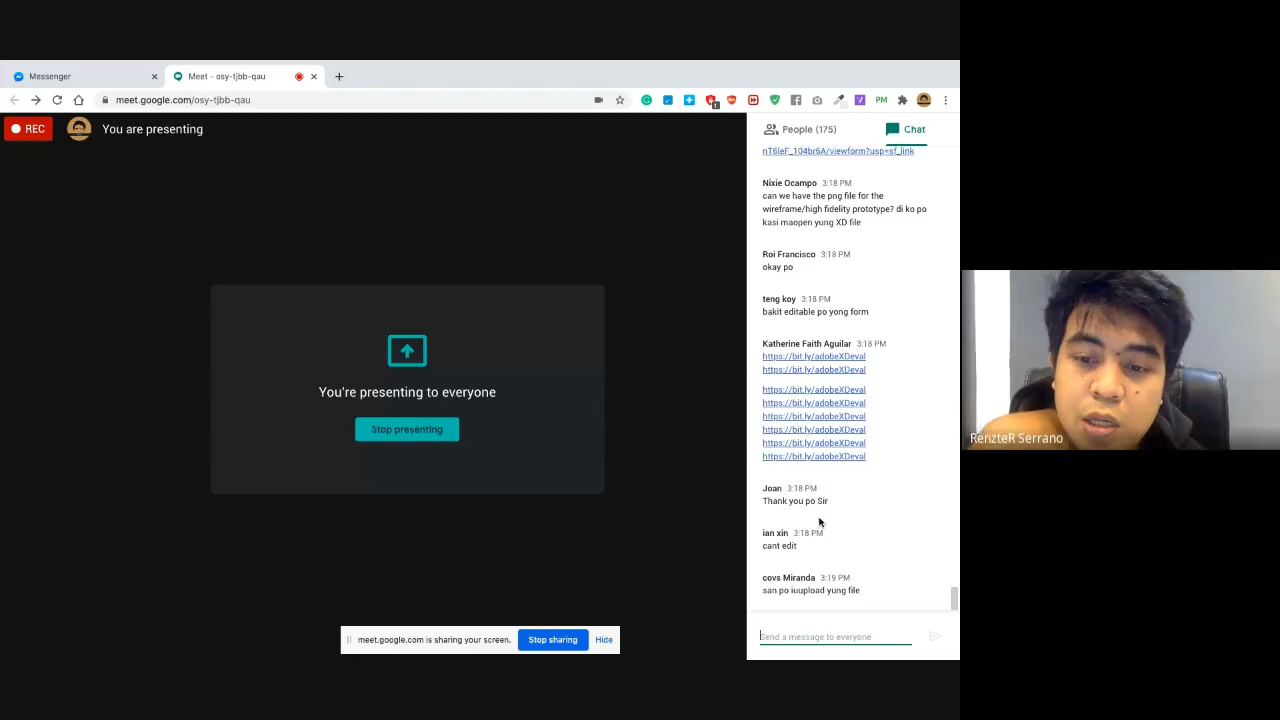 Messenger
Meet - osy-tjbb-qau
meet.google.com/osy-tjbb-qau
1
PM
REC
You are presenting
People (175)
Chat
nT6leF_104br6A/viewform?usp=sf_link
Nixie Ocampo 3:18 PM
can we have the png file for the
wireframe/high fidelity prototype? di ko po
kasi maopen yung XD file
Roi Francisco 3:18 PM
okay po
teng koy 3:18 PM
bakit editable po yong form
Katherine Faith Aguilar 3:18 PM
https://bit.ly/adobeXDeval
https://bit.ly/adobeXDeval
https://bit.ly/adobeXDeval
https://bit.ly/adobeXDeval
https://bit.ly/adobeXDeval
https://bit.ly/adobeXDeval
https://bit.ly/adobeXDeval
https://bit.ly/adobeXDeval
Joan 3:18 PM
Thank you po Sir
ian xin 3:18 PM
cant edit
covs Miranda 3:19 PM
san po iuupload yung file
Send a message to everyone
You're presenting to everyone
Stop presenting
meet.google.com is sharing your screen.
Stop sharing
Hide
RenzteR Serrano